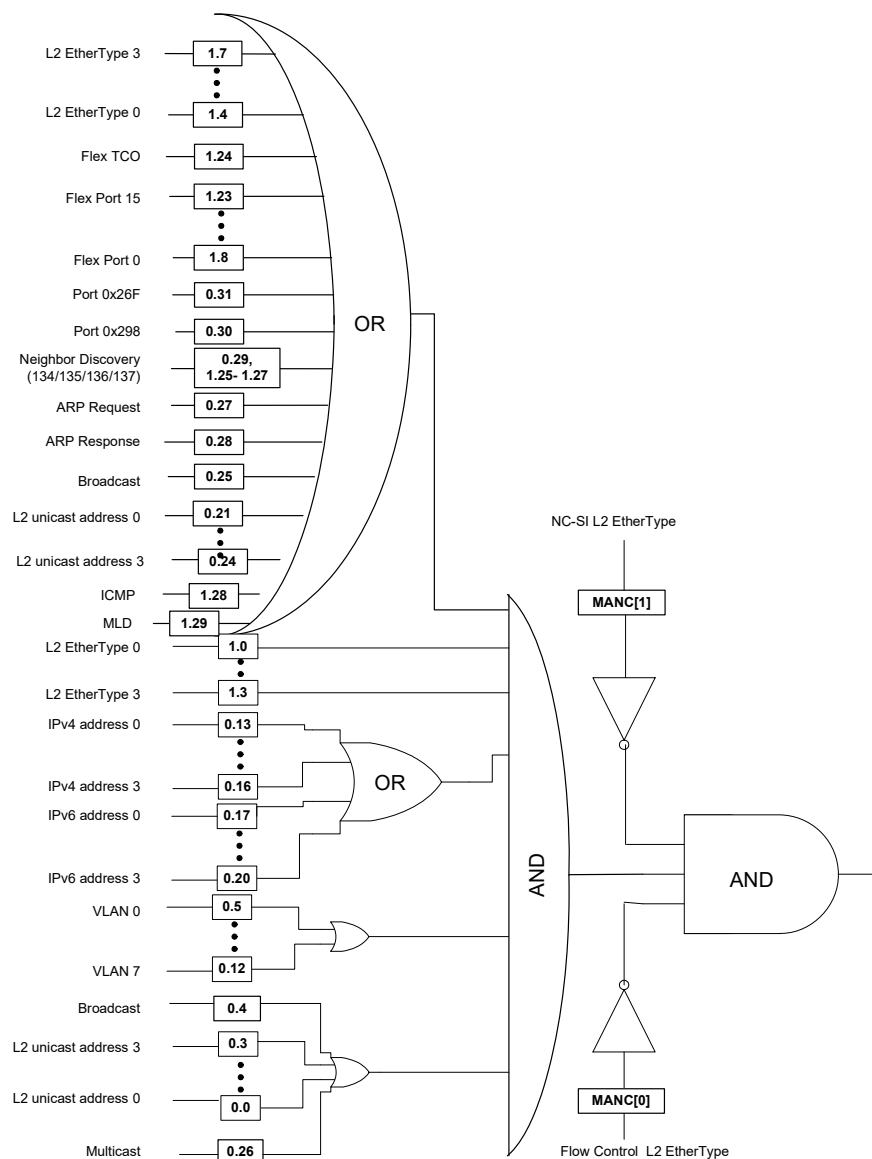 L2 EtherType 3
1.7
L2 EtherType 0
1.4
Flex TCO
1.24
Flex Port 15
1.23
Flex Port 0
1.8
Port 0x26F
0.31
OR
Port 0x298
0.30
Neighbor Discovery
(134/135/136/137)
0.29,
1.25- 1.27
ARP Request
0.27
ARP Response
0.28
Broadcast
0.25
L2 unicast address 0
0.21
L2 unicast address 3
0.24
ICMP
1.28
MLD
1.29
L2 EtherType 0
1.0
L2 EtherType 3
1.3
IPv4 address 0
0.13
IPv4 address 3
0.16
OR
IPv6 address 0
0.17
IPv6 address 3
0.20
VLAN 0
0.5
VLAN 7
0.12
Broadcast
0.4
L2 unicast address 3
0.3
L2 unicast address 0
0.0
Multicast
0.26
AND
NC-SI L2 EtherType
MANC[1]
AND
MANC[0]
Flow Control L2 EtherType